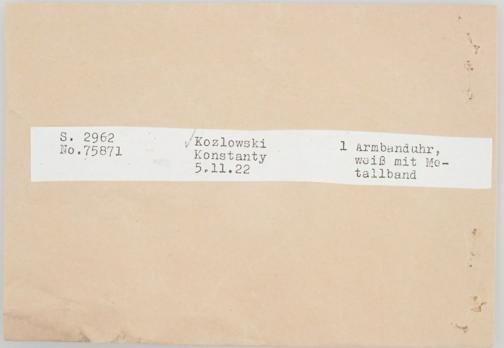 S. 2962
No.75871
Kozlowski
Konstanty
5.11.22
1 Armbanduhr,
weiß mit Me-
tallband